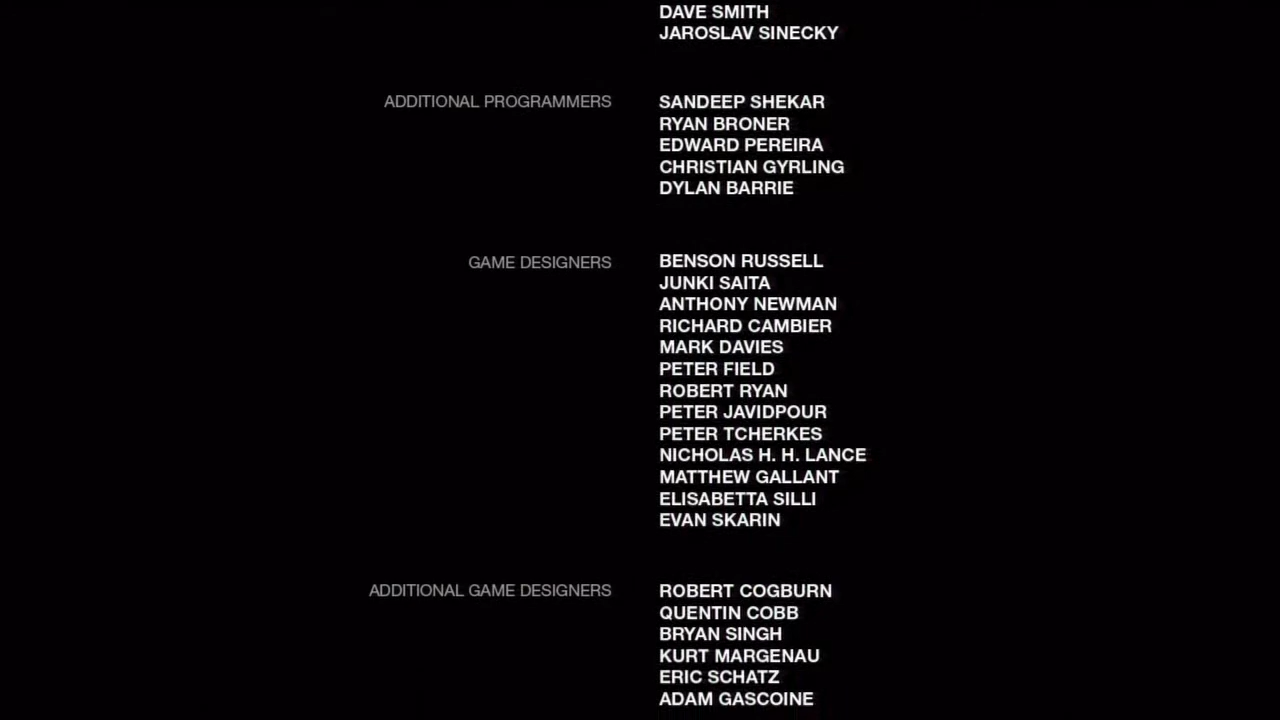 DAVE SMITH
JAROSLAV SINECKY
ADDITIONAL PROGRAMMERS SANDEEP SHEKAR
RYAN BRONER
EDWARD PEREIRA
CHRISTIAN GYRLING
DYLAN BARRIE
GAME DESIGNERS BENSON RUSSELL
JUNKI SAITA
ANTHONY NEWMAN
RICHARD CAMBIER
MARK DAVIES
PETER FIELD
ROBERT RYAN
PETER JAVIDPOUR
PETER TCHERKES
NICHOLAS H. H. LANCE
MATTHEW GALLANT
ELISABETTA SILLI
EVAN SKARIN
ADDITIONAL GAME DESIGNERS ROBERT COGBURN
QUENTIN COBB
BRYAN SINGH
KURT MARGENAU
ERIC SCHATZ
ADAM GASCOINE